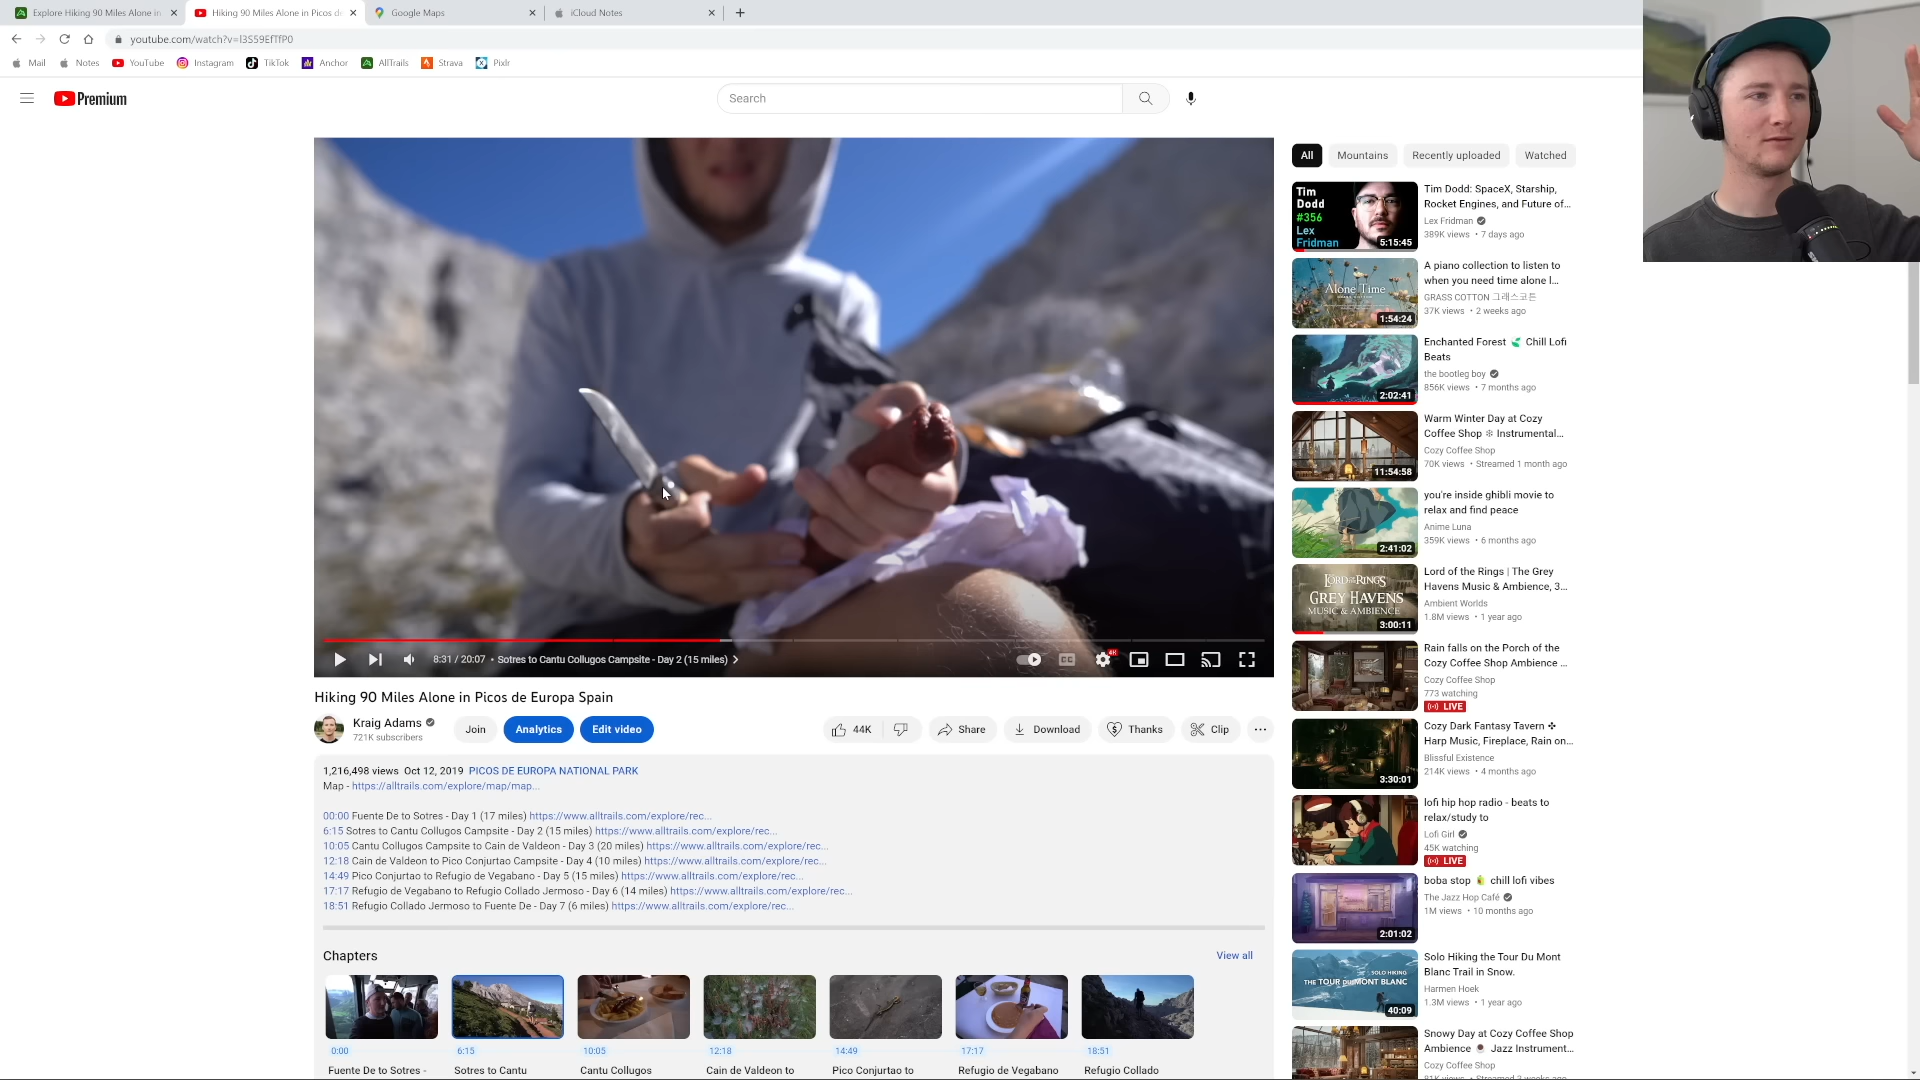 Explore Hiking 90 Miles Alone in
Hiking 90 Miles Alone in Picos d
Google Maps
iCloud Notes
youtube.com/watch?v=l3S59EfTfP0
Mail
Notes
YouTube
Instagram
TikTok
Anchor
AllTrails
Strava
Pixlr
Premium
Search
8:31 / 20:07 • Sotres to Cantu Collugos Campsite - Day 2 (15 miles)
CC
4K
Hiking 90 Miles Alone in Picos de Europa Spain
Kraig Adams
721K subscribers
Join
Analytics
Edit video
44K
Share
Download
Thanks
Clip
1,216,498 views Oct 12, 2019 PICOS DE EUROPA NATIONAL PARK
Map - https://alltrails.com/explore/map/map...
00:00 Fuente De to Sotres - Day 1 (17 miles) https://www.alltrails.com/explore/rec...
6:15 Sotres to Cantu Collugos Campsite - Day 2 (15 miles) https://www.alltrails.com/explore/rec...
10:05 Cantu Collugos Campsite to Cain de Valdeon - Day 3 (20 miles) https://www.alltrails.com/explore/rec...
12:18 Cain de Valdeon to Pico Conjurtao Campsite - Day 4 (10 miles) https://www.alltrails.com/explore/rec...
14:49 Pico Conjurtao to Refugio de Vegabano - Day 5 (15 miles) https://www.alltrails.com/explore/rec...
17:17 Refugio de Vegabano to Refugio Collado Jermoso - Day 6 (14 miles) https://www.alltrails.com/explore/rec...
18:51 Refugio Collado Jermoso to Fuente De - Day 7 (6 miles) https://www.alltrails.com/explore/rec...
Chapters
View all
0:00
6:15
10:05
12:18
14:49
17:17
18:51
Fuente De to Sotres -
Sotres to Cantu
Cantu Collugos
Cain de Valdeon to
Pico Conjurtao to
Refugio de Vegabano
Refugio Collado
All
Mountains
Recently uploaded
Watched
Tim
Dodd
#356
Lex
Fridman
5:15:45
Tim Dodd: SpaceX, Starship,
Rocket Engines, and Future of...
Lex Fridman
389K views • 7 days ago
Alone Time
1:54:24
A piano collection to listen to
when you need time alone l...
GRASS COTTON 그래스코튼
37K views • 2 weeks ago
2:02:41
Enchanted Forest Chill Lofi
Beats
the bootleg boy
856K views • 7 months ago
11:54:58
Warm Winter Day at Cozy
Coffee Shop ❄ Instrumental...
Cozy Coffee Shop
70K views • Streamed 1 month ago
2:41:02
you're inside ghibli movie to
relax and find peace
Anime Luna
359K views • 6 months ago
LORD OF THE RINGS
GREY HAVENS
MUSIC & AMBIENCE
3:00:11
Lord of the Rings | The Grey
Havens Music & Ambience, 3...
Ambient Worlds
1.8M views • 1 year ago
Rain falls on the Porch of the
Cozy Coffee Shop Ambience ...
Cozy Coffee Shop
773 watching
LIVE
3:30:01
Cozy Dark Fantasy Tavern ✤
Harp Music, Fireplace, Rain on...
Blissful Existence
214K views • 4 months ago
lofi hip hop radio - beats to
relax/study to
Lofi Girl
45K watching
LIVE
2:01:02
boba stop chill lofi vibes
The Jazz Hop Café
1M views • 10 months ago
SOLO HIKING
THE TOUR DU MONT BLANC
40:09
Solo Hiking the Tour Du Mont
Blanc Trail in Snow.
Harmen Hoek
1.3M views • 1 year ago
Snowy Day at Cozy Coffee Shop
Ambience Jazz Instrument...
Cozy Coffee Shop